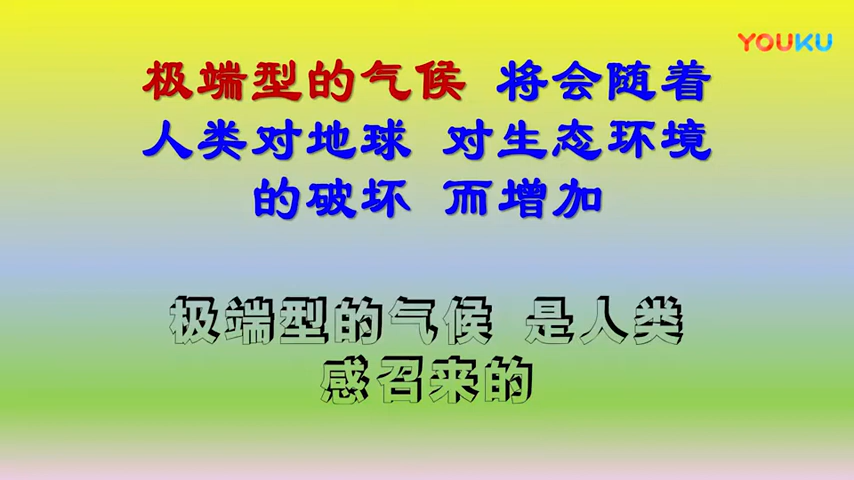 YOUKU
极端型的气候 将会随着
人类对地球 对生态环境
的破坏 而增加
极端型的气候 是人类
感召来的